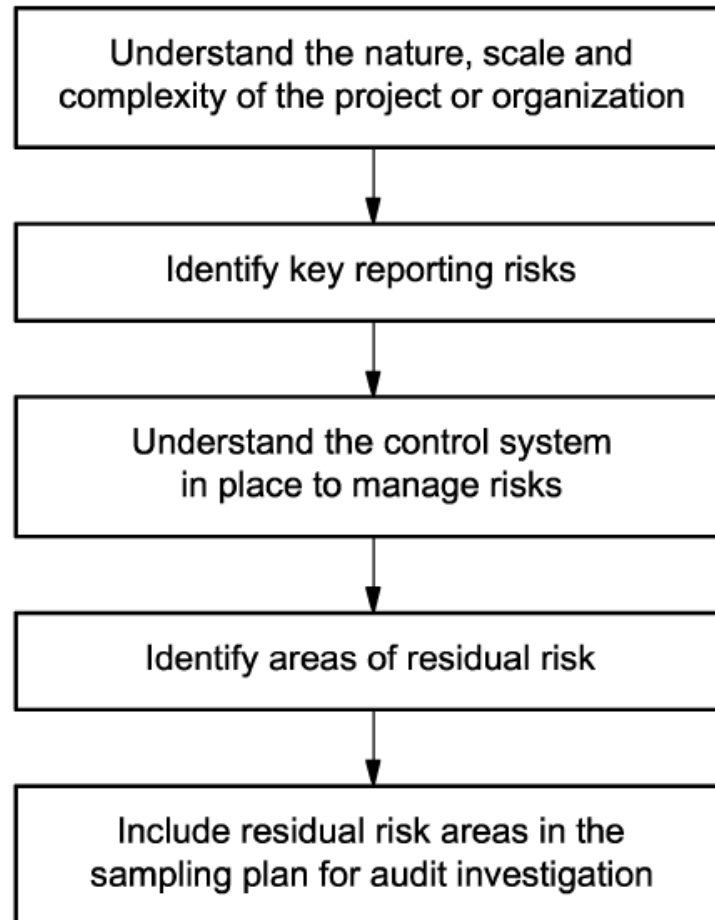 Understand the nature, scale and
complexity of the project or organization
Identify key reporting risks
Understand the control system
in place to manage risks
Identify areas of residual risk
Include residual risk areas in the
sampling plan for audit investigation